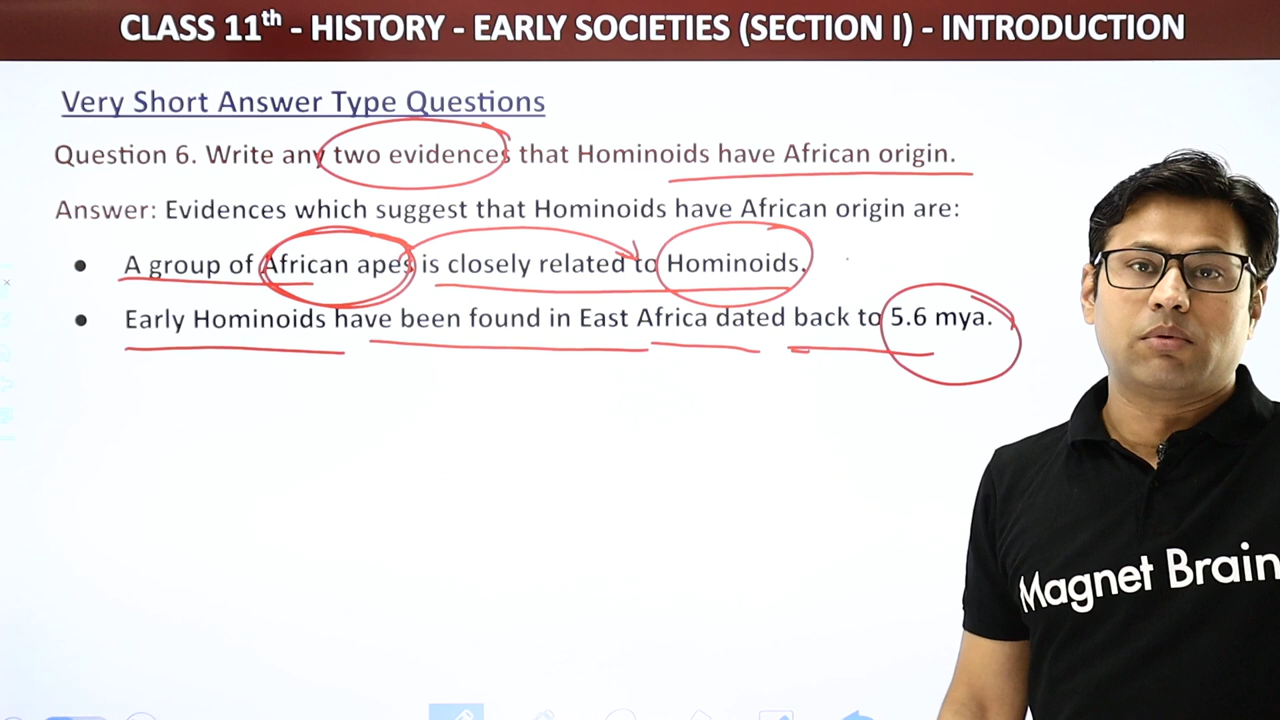 CLASS 11th - HISTORY - EARLY SOCIETIES (SECTION I) - INTRODUCTION
Very Short Answer Type Questions
Question 6. Write any two evidences that Hominoids have African origin.
Answer: Evidences which suggest that Hominoids have African origin are:
• A group of African apes is closely related to Hominoids.
• Early Hominoids have been found in East Africa dated back to 5.6 mya.
Magnet Brain